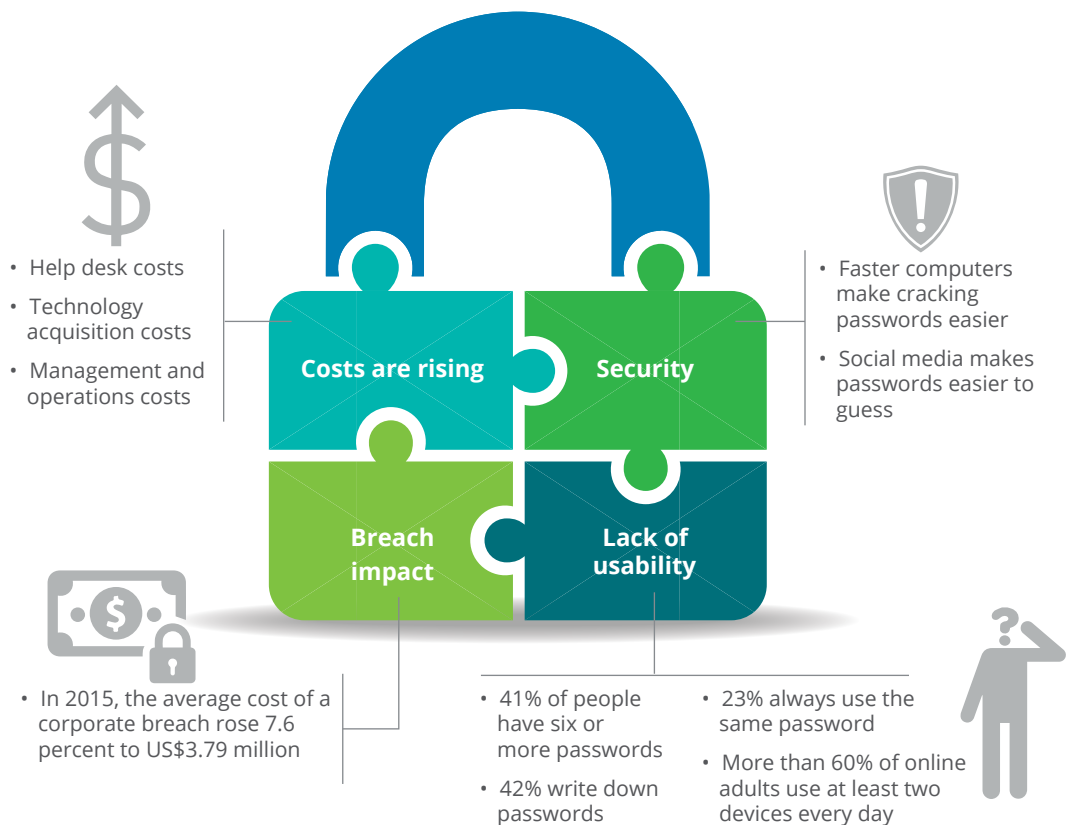 • Help desk costs
• Technology
acquisition costs
• Management and
operations costs
Costs are rising
Security
• Faster computers
make cracking
passwords easier
• Social media makes
passwords easier to
guess
Breach
impact
Lack of
usability
$
• In 2015, the average cost of a
corporate breach rose 7.6
percent to US$3.79 million
• 41% of people
have six or
more passwords
• 42% write down
passwords
• 23% always use the
same password
• More than 60% of online
adults use at least two
devices every day